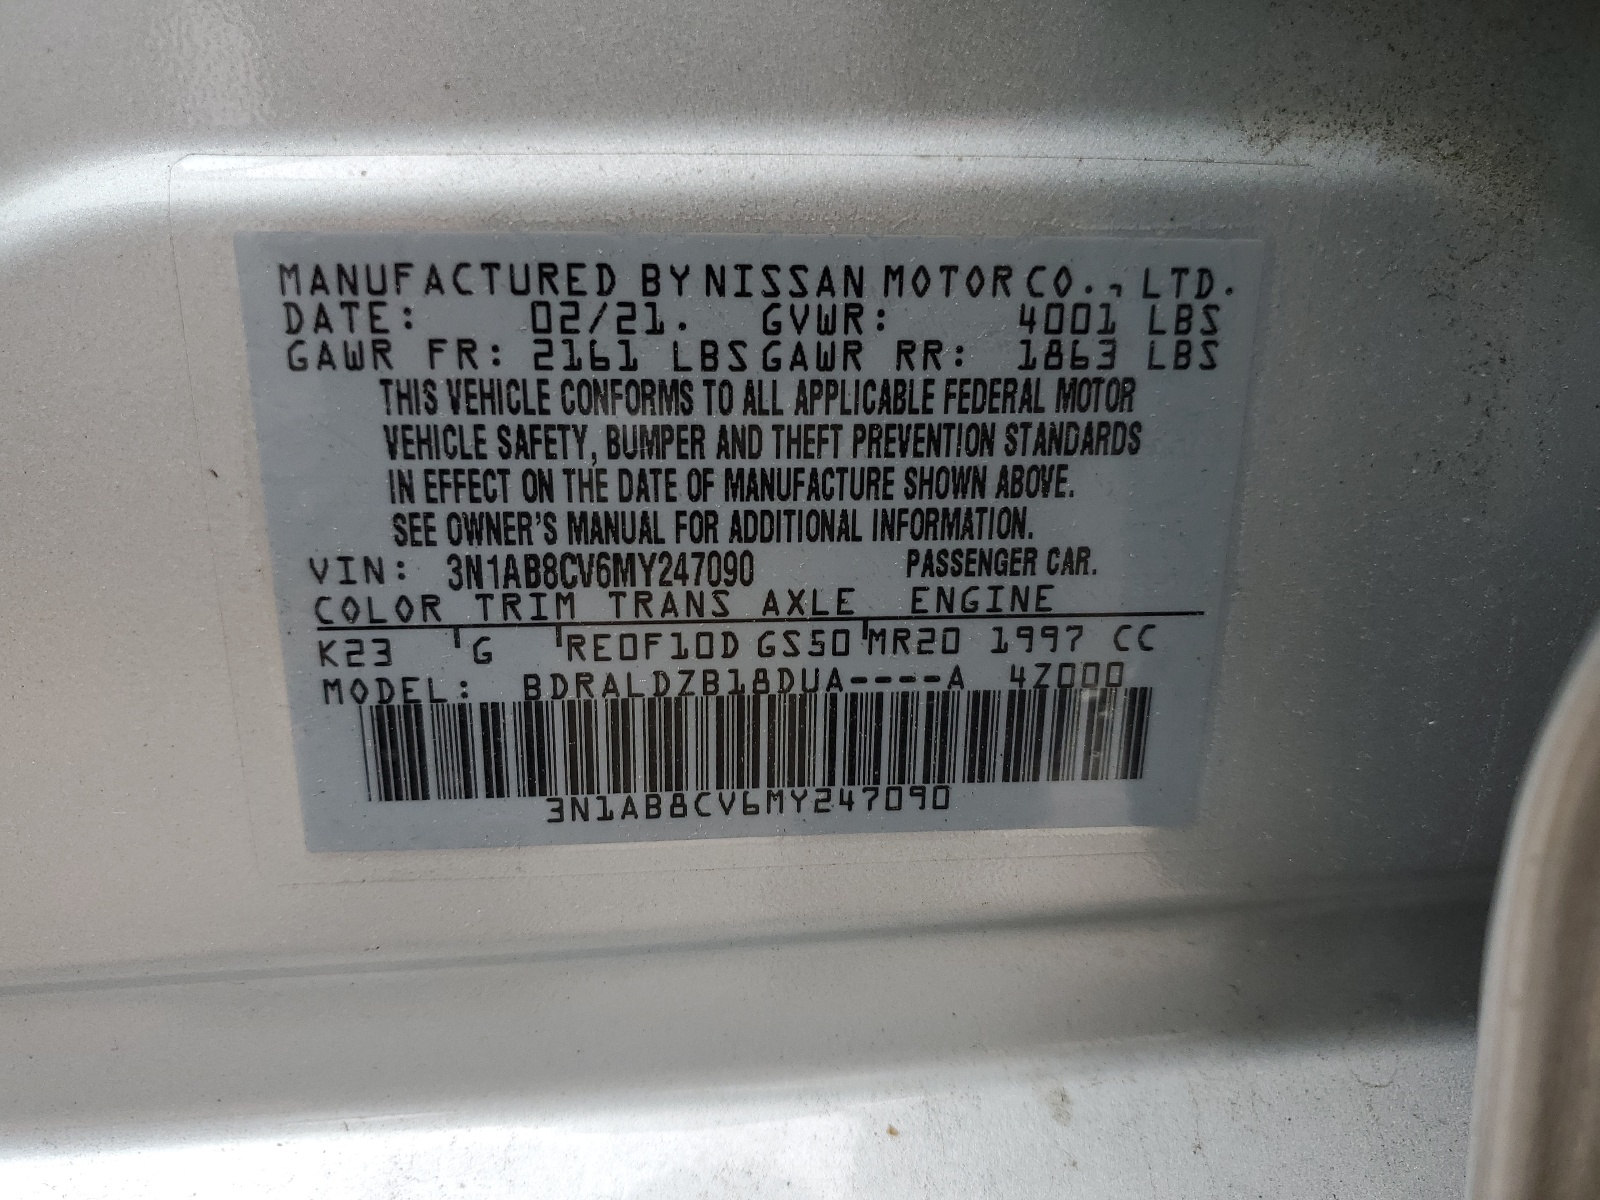 MANUFACTURED BY NISSAN MOTOR CO., LTD.
DATE: 02/21. GVWR: 4001 LBS
GAWR FR: 2161 LBS GAWR RR: 1863 LBS
THIS VEHICLE CONFORMS TO ALL APPLICABLE FEDERAL MOTOR
VEHICLE SAFETY, BUMPER AND THEFT PREVENTION STANDARDS
IN EFFECT ON THE DATE OF MANUFACTURE SHOWN ABOVE.
SEE OWNER'S MANUAL FOR ADDITIONAL INFORMATION.
VIN: 3N1AB8CV6MY247090 PASSENGER CAR.
COLOR TRIM TRANS AXLE ENGINE
K23 G RE0F10D GS50 MR20 1997 CC
MODEL: BDRALDZB18DUA----A 4Z000
3N1AB8CV6MY247090